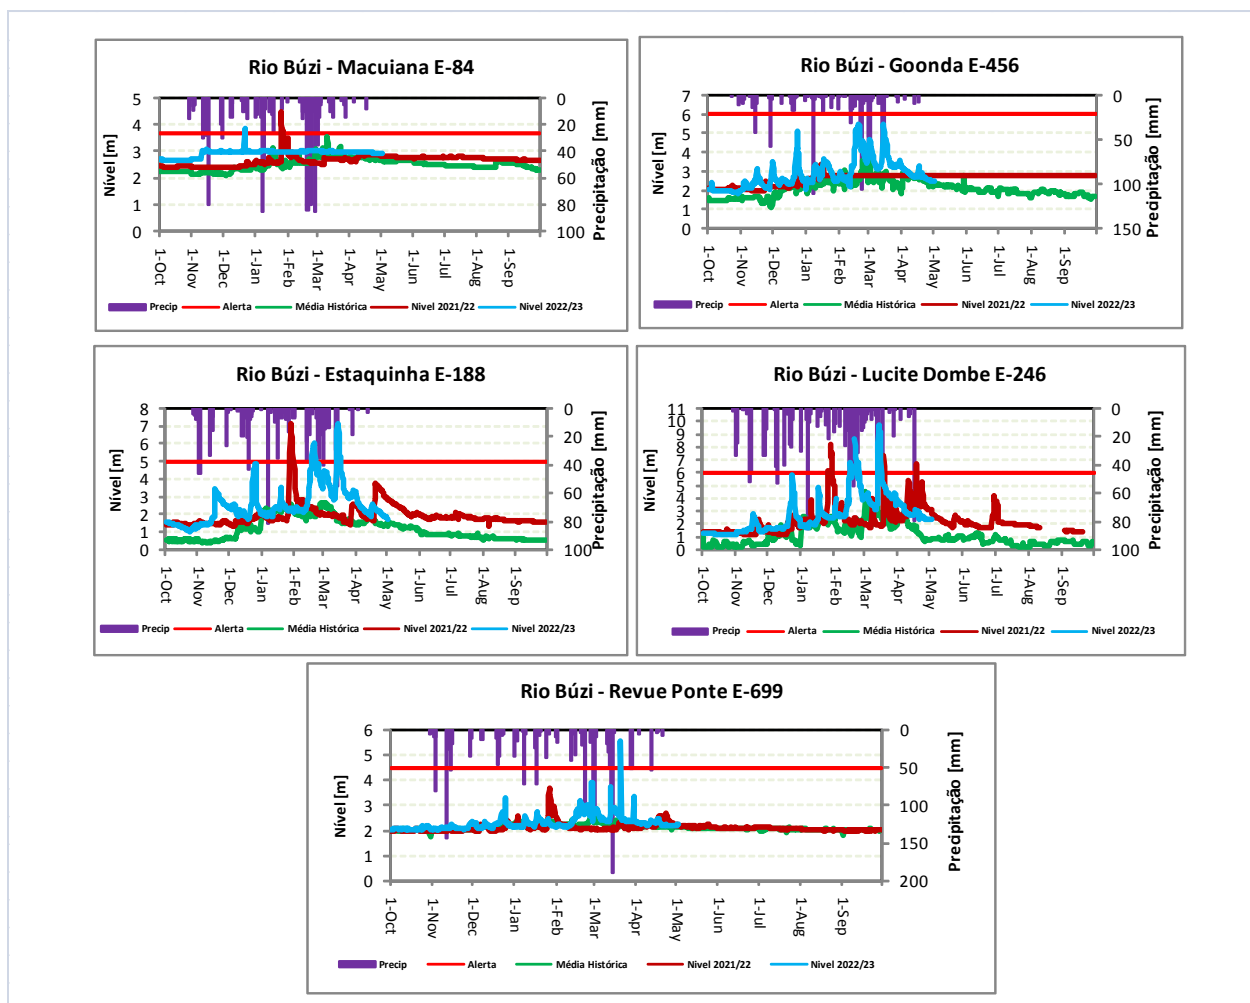 Rio Búzi - Macuiana E-84
5
4
3
2
1
0
Nível [m]
0
20
40
60
80
100
Precipitação [mm]
1-Oct
1-Nov
1-Dec
1-Jan
1-Feb
1-Mar
1-Apr
1-May
1-Jun
1-Jul
1-Aug
1-Sep
Precip Alerta Média Histórica Nivel 2021/22 Nivel 2022/23
Rio Búzi - Goonda E-456
7
6
5
4
3
2
1
0
Nível [m]
0
50
100
150
Precipitação [mm]
1-Oct
1-Nov
1-Dec
1-Jan
1-Feb
1-Mar
1-Apr
1-May
1-Jun
1-Jul
1-Aug
1-Sep
Precip Alerta Média Histórica Nivel 2021/22 Nivel 2022/23
Rio Búzi - Estaquinha E-188
8
7
6
5
4
3
2
1
0
Nível [m]
0
20
40
60
80
100
Precipitação [mm]
1-Oct
1-Nov
1-Dec
1-Jan
1-Feb
1-Mar
1-Apr
1-May
1-Jun
1-Jul
1-Aug
1-Sep
Precip Alerta Média Histórica Nivel 2021/22 Nivel 2022/23
Rio Búzi - Lucite Dombe E-246
11
10
9
8
7
6
5
4
3
2
1
0
Nível [m]
0
20
40
60
80
100
Precipitação [mm]
1-Oct
1-Nov
1-Dec
1-Jan
1-Feb
1-Mar
1-Apr
1-May
1-Jun
1-Jul
1-Aug
1-Sep
Precip Alerta Média Histórica Nivel 2021/22 Nivel 2022/23
Rio Búzi - Revue Ponte E-699
6
5
4
3
2
1
0
Nível [m]
0
50
100
150
200
Precipitação [mm]
1-Oct
1-Nov
1-Dec
1-Jan
1-Feb
1-Mar
1-Apr
1-May
1-Jun
1-Jul
1-Aug
1-Sep
Precip Alerta Média Histórica Nivel 2021/22 Nivel 2022/23